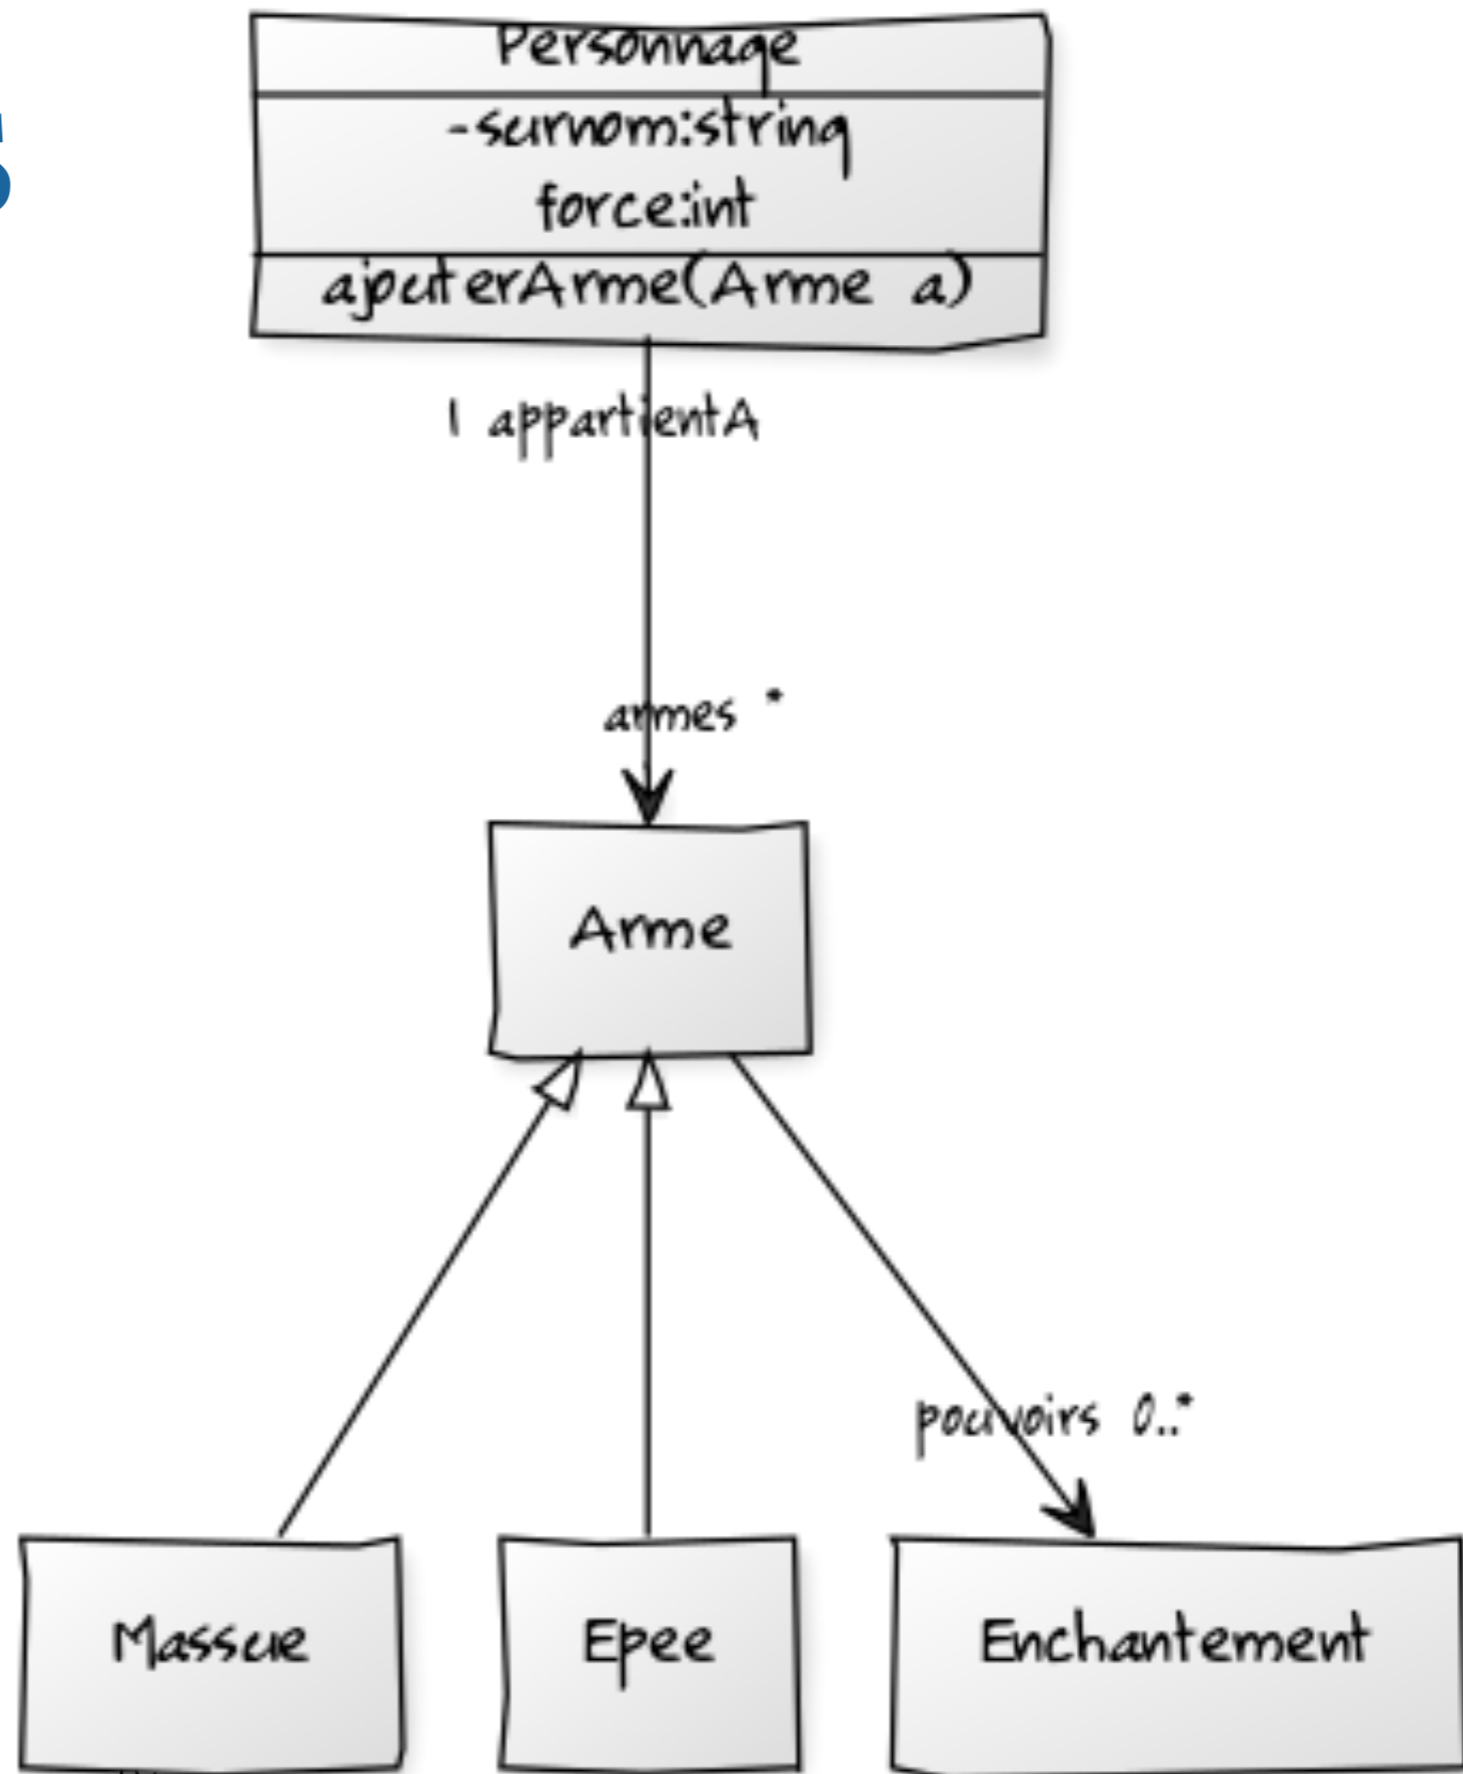 Personnage
-surnom:string
force:int
ajouterArme(Arme a)
1 appartientA
armes *
Arme
pouvoirs 0..*
Massue
Epee
Enchantement